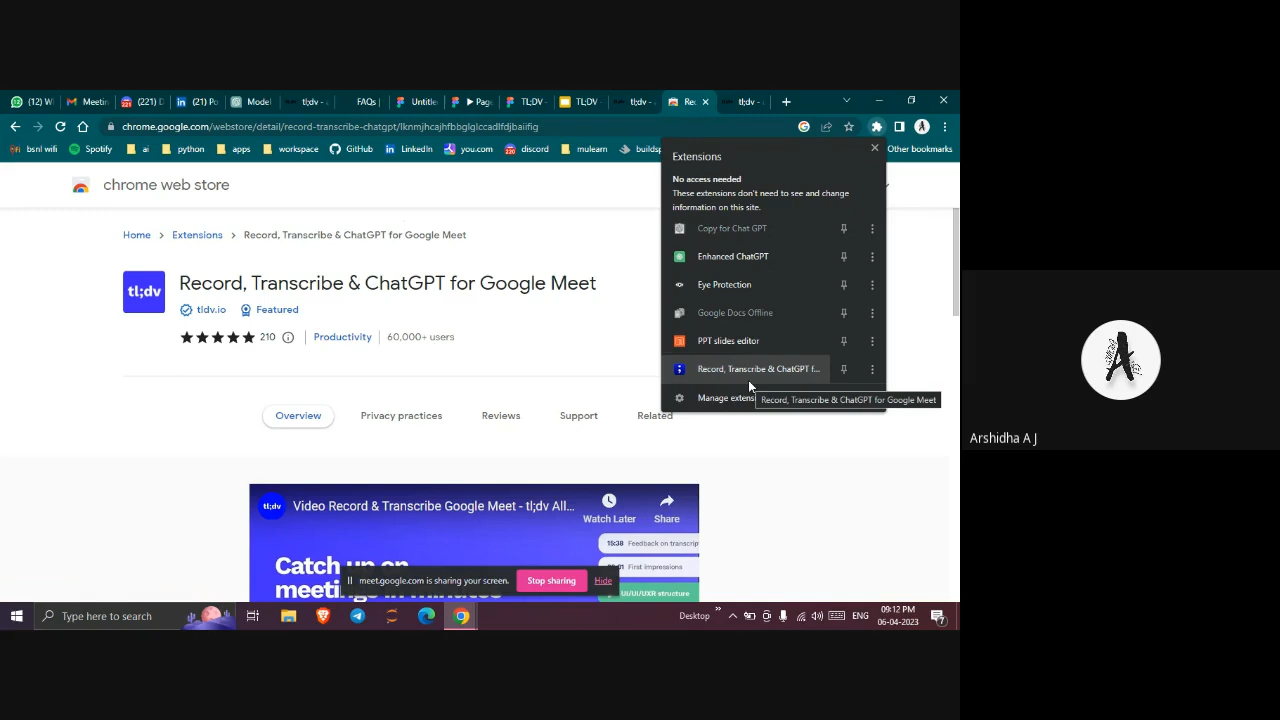 (12) W
Meetin
(221) D
(21) Po
Model
tl;dv -
FAQs |
Untitle
Page
TL;DV -
TL;DV -
tl;dv -
Rec
tl;dv -
chrome.google.com/webstore/detail/record-transcribe-chatgpt/lknmjhcajhfbbglglccadlfdjbaiifig
bsnl wifi
Spotify
ai
python
apps
workspace
GitHub
LinkedIn
you.com
discord
mulearn
buildsp
Other bookmarks
chrome web store
Home > Extensions > Record, Transcribe & ChatGPT for Google Meet
tl;dv
Record, Transcribe & ChatGPT for Google Meet
tldv.io
Featured
210
Productivity
60,000+ users
Overview
Privacy practices
Reviews
Support
Related
Extensions
No access needed
These extensions don't need to see and change
information on this site.
Copy for Chat GPT
Enhanced ChatGPT
Eye Protection
Google Docs Offline
PPT slides editor
Record, Transcribe & ChatGPT f...
Manage extens
Record, Transcribe & ChatGPT for Google Meet
tl;dv
Video Record & Transcribe Google Meet - tl;dv All...
Watch Later
Share
Catch up on
meetings in minutes
15:38 Feedback on transcrip
First impressions
UI/UI/UXR structure
meet.google.com is sharing your screen.
Stop sharing
Hide
Type here to search
Desktop
ENG
09:12 PM
06-04-2023
7
A
Arshidha A J